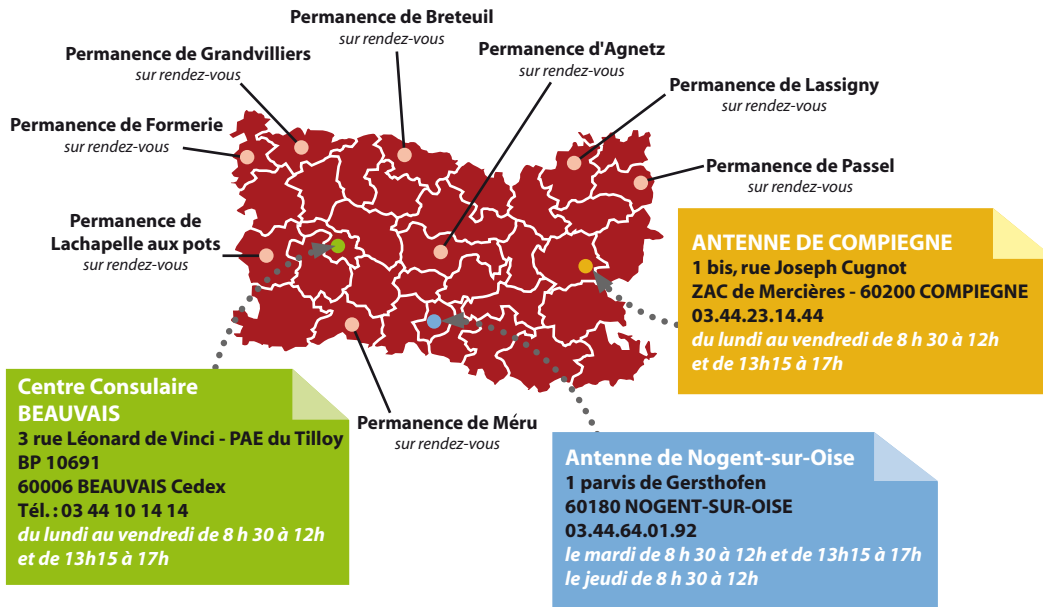 Permanence de Breteuil
sur rendez-vous
Permanence de Grandvilliers
sur rendez-vous
Permanence d'Agnetz
sur rendez-vous
Permanence de Lassigny
sur rendez-vous
Permanence de Formerie
sur rendez-vous
Permanence de Passel
sur rendez-vous
Permanence de
Lachapelle aux pots
sur rendez-vous
ANTENNE DE COMPIEGNE
1 bis, rue Joseph Cugnot
ZAC de Mercières - 60200 COMPIEGNE
03.44.23.14.44
du lundi au vendredi de 8 h 30 à 12h
et de 13h15 à 17h
Centre Consulaire
BEAUVAIS
3 rue Léonard de Vinci - PAE du Tilloy
BP 10691
60006 BEAUVAIS Cedex
Tél. : 03 44 10 14 14
du lundi au vendredi de 8 h 30 à 12h
et de 13h15 à 17h
Permanence de Méru
sur rendez-vous
Antenne de Nogent-sur-Oise
1 parvis de Gersthofen
60180 NOGENT-SUR-OISE
03.44.64.01.92
le mardi de 8 h 30 à 12h et de 13h15 à 17h
le jeudi de 8 h 30 à 12h